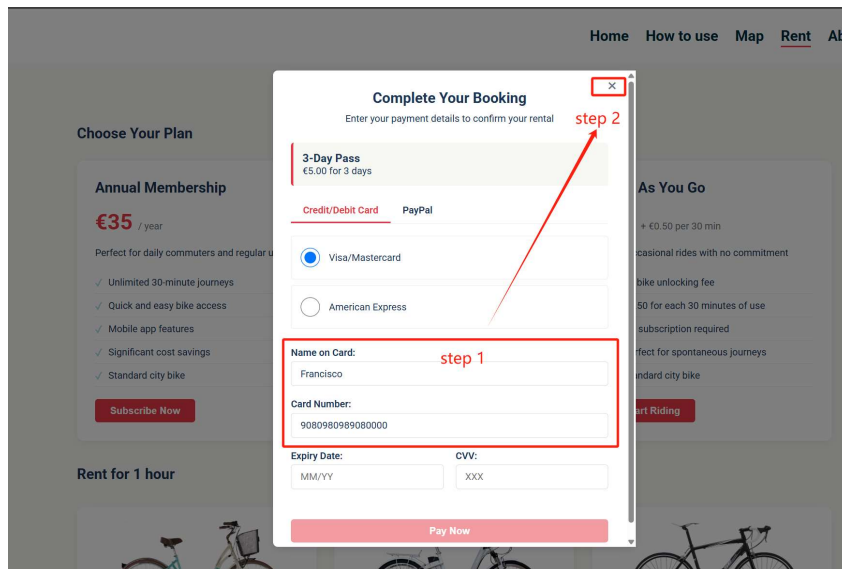 Home How to use Map Rent
Complete Your Booking
Enter your payment details to confirm your rental
step 2
Choose Your Plan
3-Day Pass
€5.00 for 3 days
Annual Membership
As You Go
Credit/Debit Card PayPal
€35 / year
+ €0.50 per 30 min
Perfect for daily commuters and regular
rides with no commitment
Visa/Mastercard
✓ Unlimited 30-minute journeys
bike unlocking fee
✓ Quick and easy bike access
50 for each 30 minutes of use
American Express
✓ Mobile app features
subscription required
✓ Significant cost savings
for spontaneous journeys
Name on Card:
step 1
✓ Standard city bike
city bike
Francisco
Card Number:
Subscribe Now
Riding
9080980989080000
Expiry Date: CVV:
Rent for 1 hour
MM/YY XXX
Pay Now